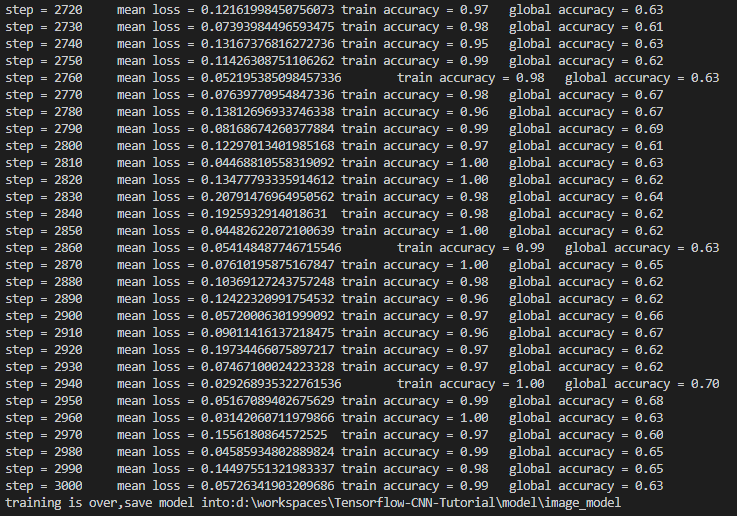 step = 2720 mean loss = 0.12161998450756073 train accuracy = 0.97 global accuracy = 0.63
step = 2730 mean loss = 0.07393984496593475 train accuracy = 0.98 global accuracy = 0.61
step = 2740 mean loss = 0.13167376816272736 train accuracy = 0.95 global accuracy = 0.63
step = 2750 mean loss = 0.11426308751106262 train accuracy = 0.99 global accuracy = 0.62
step = 2760 mean loss = 0.052195385098457336 train accuracy = 0.98 global accuracy = 0.63
step = 2770 mean loss = 0.07639770954847336 train accuracy = 0.98 global accuracy = 0.67
step = 2780 mean loss = 0.13812696933746338 train accuracy = 0.96 global accuracy = 0.67
step = 2790 mean loss = 0.08168674260377884 train accuracy = 0.99 global accuracy = 0.69
step = 2800 mean loss = 0.12297013401985168 train accuracy = 0.97 global accuracy = 0.61
step = 2810 mean loss = 0.04468810558319092 train accuracy = 1.00 global accuracy = 0.63
step = 2820 mean loss = 0.13477793335914612 train accuracy = 1.00 global accuracy = 0.62
step = 2830 mean loss = 0.20791476964950562 train accuracy = 0.98 global accuracy = 0.64
step = 2840 mean loss = 0.1925932914018631 train accuracy = 0.98 global accuracy = 0.62
step = 2850 mean loss = 0.04482622072100639 train accuracy = 1.00 global accuracy = 0.62
step = 2860 mean loss = 0.054148487746715546 train accuracy = 0.99 global accuracy = 0.63
step = 2870 mean loss = 0.07610195875167847 train accuracy = 1.00 global accuracy = 0.65
step = 2880 mean loss = 0.10369127243757248 train accuracy = 0.98 global accuracy = 0.62
step = 2890 mean loss = 0.12422320991754532 train accuracy = 0.96 global accuracy = 0.62
step = 2900 mean loss = 0.05720006301999092 train accuracy = 0.97 global accuracy = 0.66
step = 2910 mean loss = 0.09011416137218475 train accuracy = 0.96 global accuracy = 0.67
step = 2920 mean loss = 0.19734466075897217 train accuracy = 0.97 global accuracy = 0.62
step = 2930 mean loss = 0.07467100024223328 train accuracy = 0.97 global accuracy = 0.62
step = 2940 mean loss = 0.029268935322761536 train accuracy = 1.00 global accuracy = 0.70
step = 2950 mean loss = 0.05167089402675629 train accuracy = 0.99 global accuracy = 0.68
step = 2960 mean loss = 0.03142060711979866 train accuracy = 1.00 global accuracy = 0.63
step = 2970 mean loss = 0.1556180864572525 train accuracy = 0.97 global accuracy = 0.60
step = 2980 mean loss = 0.04585934802889824 train accuracy = 0.99 global accuracy = 0.65
step = 2990 mean loss = 0.14497551321983337 train accuracy = 0.98 global accuracy = 0.65
step = 3000 mean loss = 0.05726341903209686 train accuracy = 0.99 global accuracy = 0.63
training is over,save model into:d:\workspaces\Tensorflow-CNN-Tutorial\model\image_model